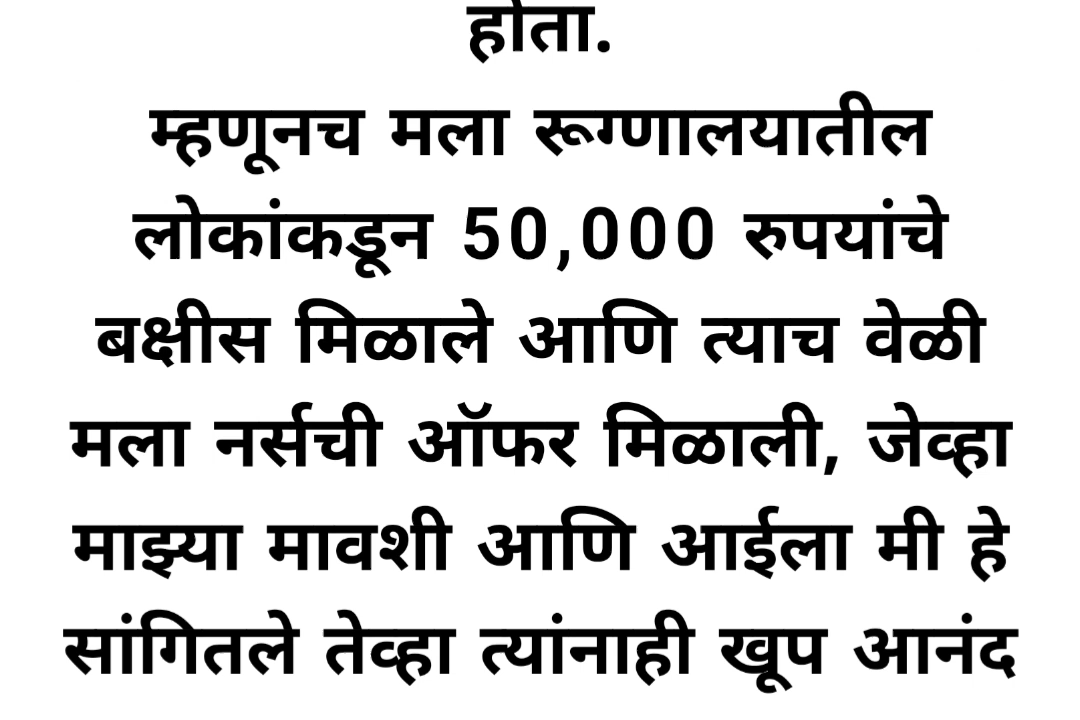 होता.
म्हणूनच मला रूग्णालयातील
लोकांकडून 50,000 रुपयांचे
बक्षीस मिळाले आणि त्याच वेळी
मला नर्सची ऑफर मिळाली, जेव्हा
माझ्या मावशी आणि आईला मी हे
सांगितले तेव्हा त्यांनाही खूप आनंद